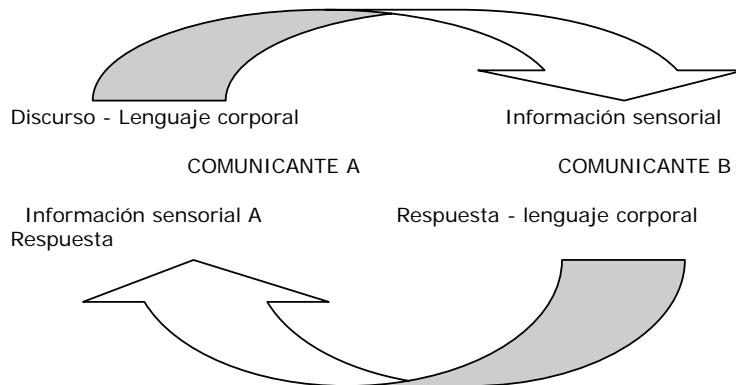 Discurso - Lenguaje corporal
Información sensorial
COMUNICANTE A
COMUNICANTE B
Información sensorial A
Respuesta - lenguaje corporal
Respuesta